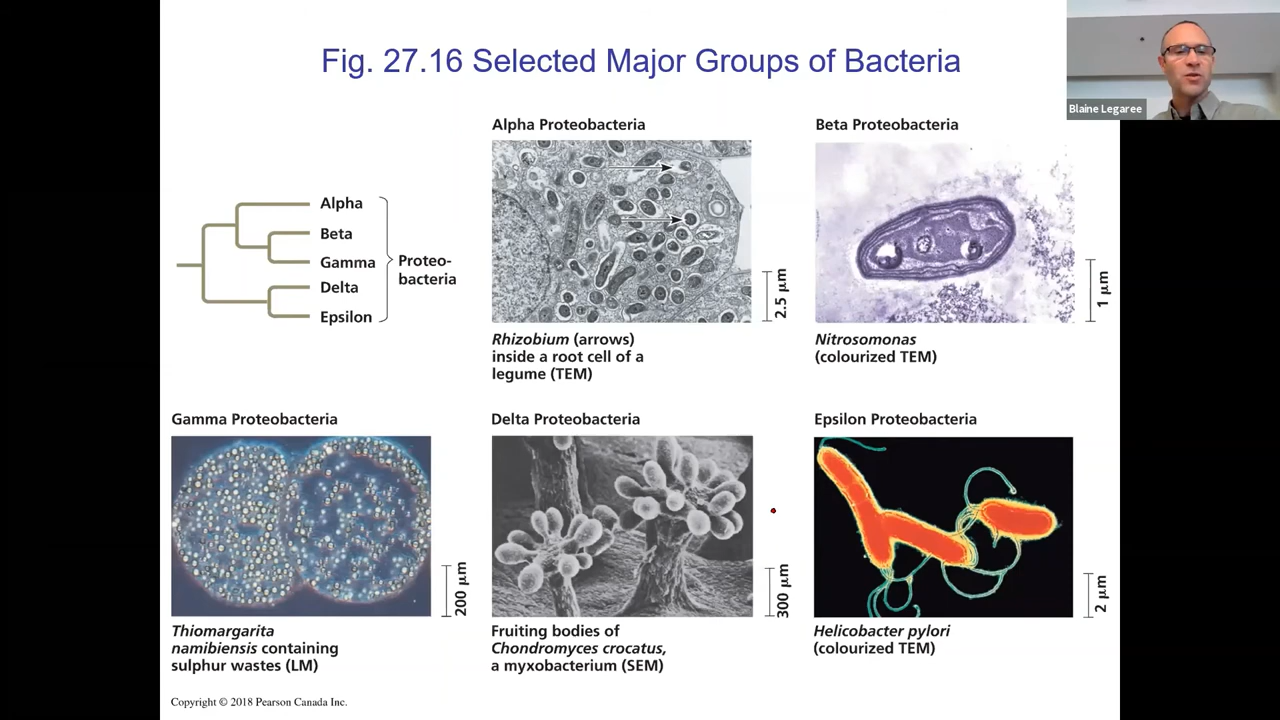 Fig. 27.16 Selected Major Groups of Bacteria
Blaine Legaree
Alpha
Beta
Gamma
Delta
Epsilon
Proteo-
bacteria
Alpha Proteobacteria
2.5 µm
Rhizobium (arrows)
inside a root cell of a
legume (TEM)
Beta Proteobacteria
1 µm
Nitrosomonas
(colourized TEM)
Gamma Proteobacteria
200 µm
Thiomargarita
namibiensis containing
sulphur wastes (LM)
Delta Proteobacteria
300 µm
Fruiting bodies of
Chondromyces crocatus,
a myxobacterium (SEM)
Epsilon Proteobacteria
2 µm
Helicobacter pylori
(colourized TEM)
Copyright © 2018 Pearson Canada Inc.